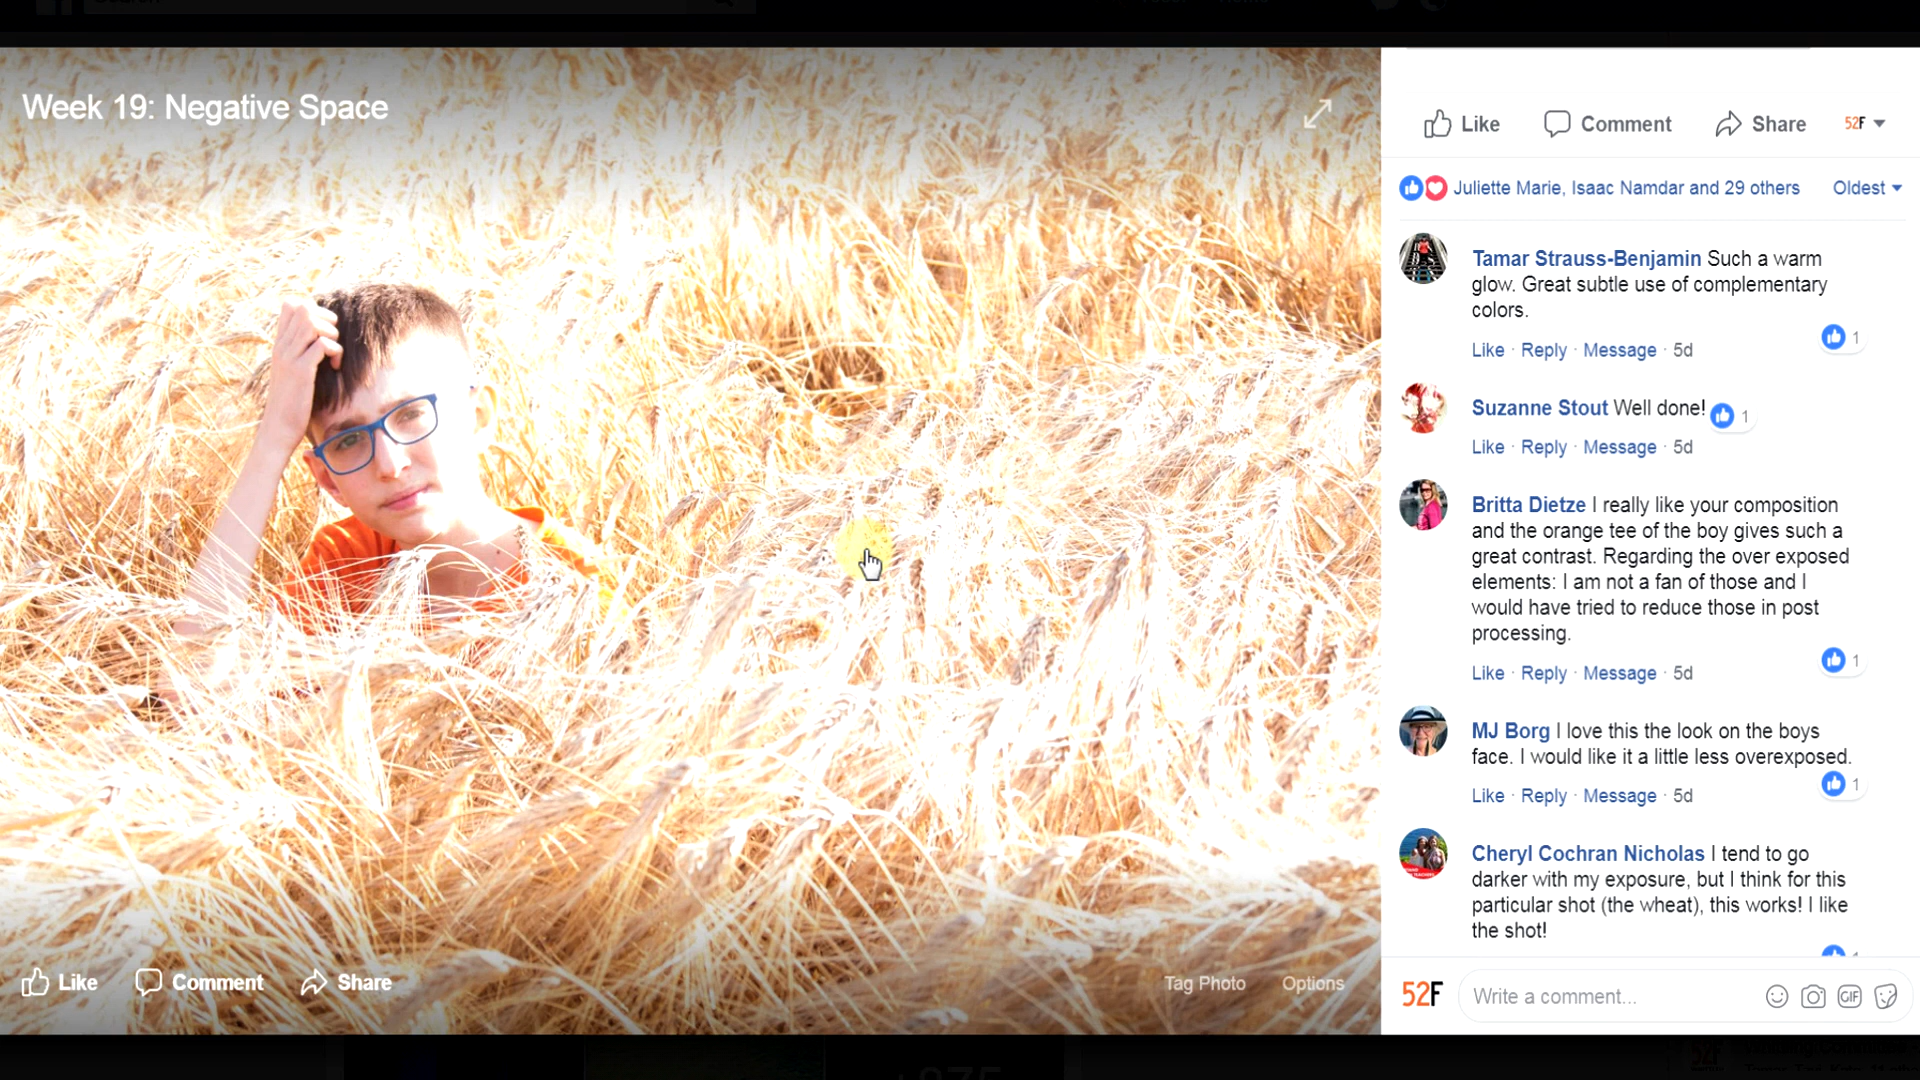 Week 19: Negative Space
Like Comment Share
Tag Photo Options
Like Comment Share 52F
Juliette Marie, Isaac Namdar and 29 others Oldest
Tamar Strauss-Benjamin Such a warm
glow. Great subtle use of complementary
colors.
1
Like · Reply · Message · 5d
Suzanne Stout Well done! 1
Like · Reply · Message · 5d
Britta Dietze I really like your composition
and the orange tee of the boy gives such a
great contrast. Regarding the over exposed
elements: I am not a fan of those and I
would have tried to reduce those in post
processing.
1
Like · Reply · Message · 5d
MJ Borg I love this the look on the boys
face. I would like it a little less overexposed.
1
Like · Reply · Message · 5d
Cheryl Cochran Nicholas I tend to go
darker with my exposure, but I think for this
particular shot (the wheat), this works! I like
the shot!
52F Write a comment... GIF